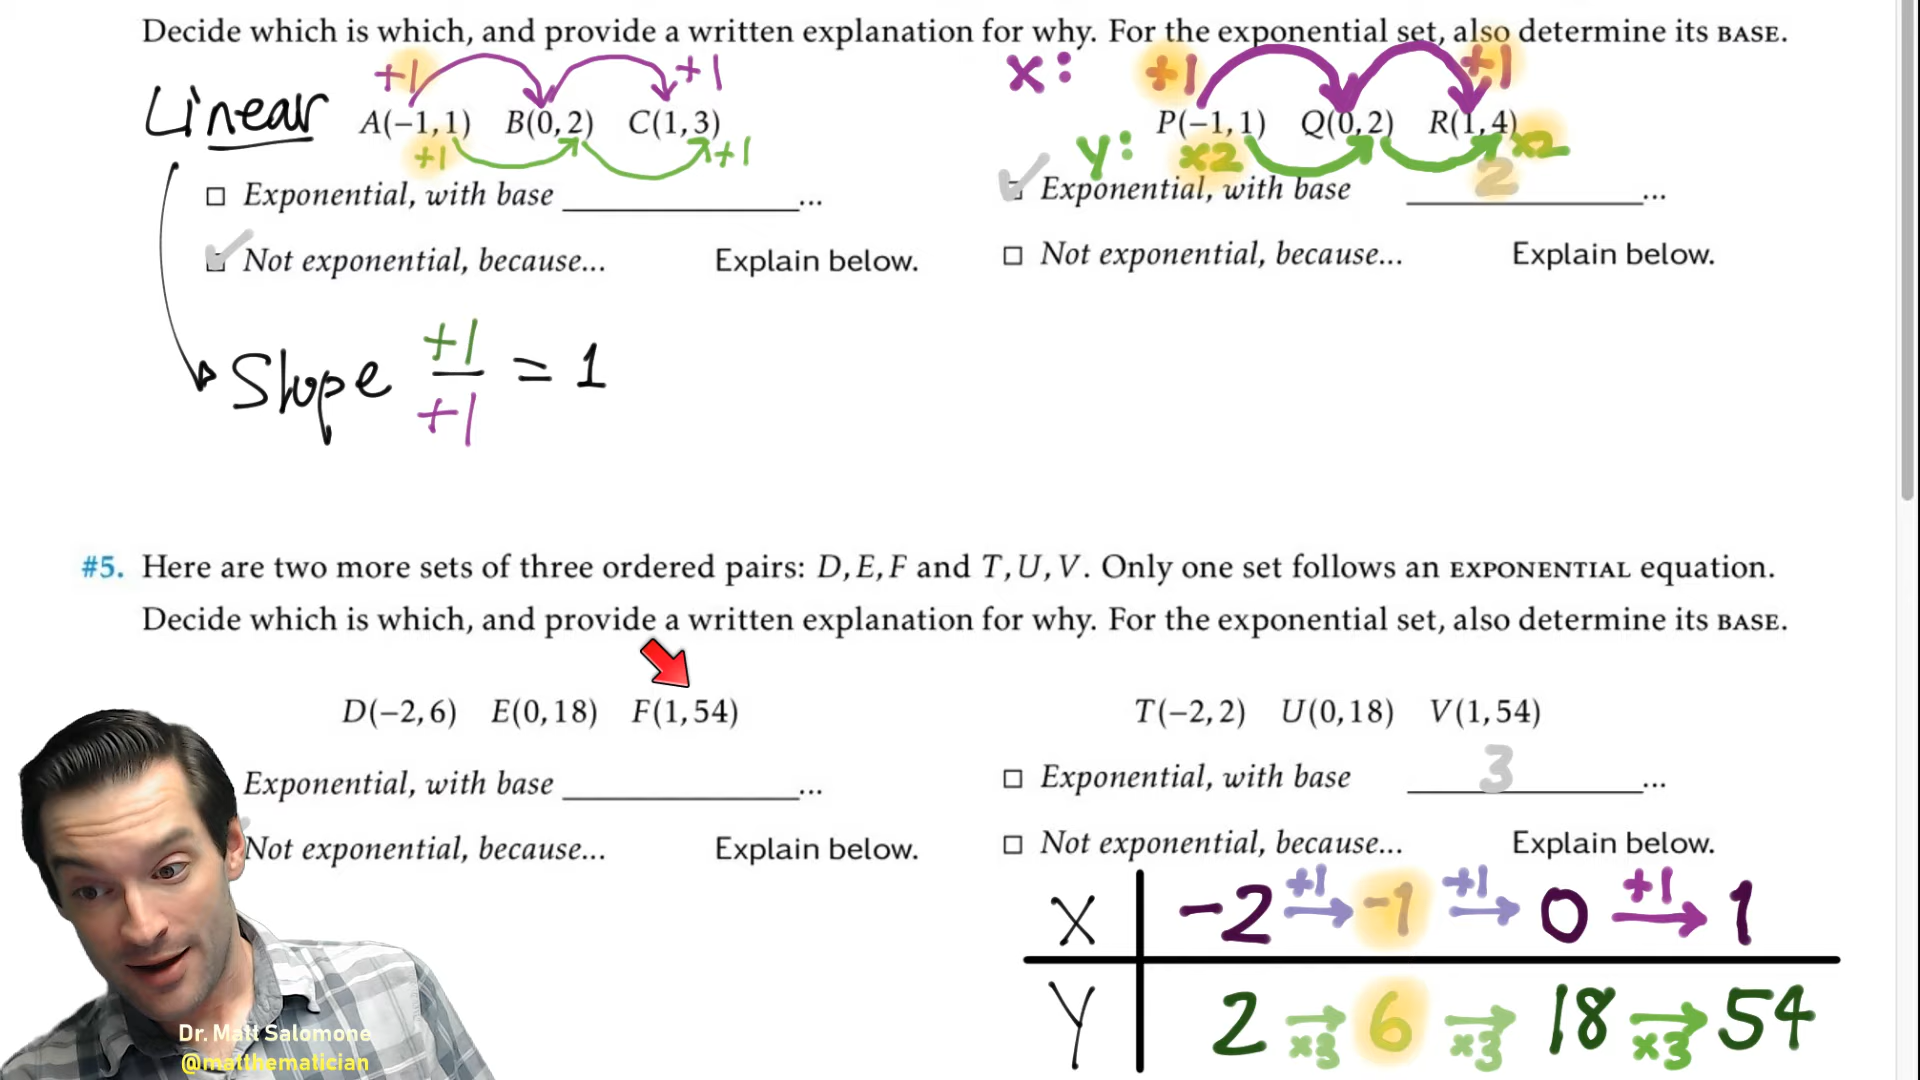 Decide which is which, and provide a written explanation for why. For the exponential set, also determine its BASE.
+1 +1
Linear A(−1,1) B(0,2) C(1,3)
+1 +1
□ Exponential, with base ____________...
✓ Not exponential, because... Explain below.
Slope +1/+1 = 1
x: +1 +1
P(−1,1) Q(0,2) R(1,4)
y: x2 x2
✓ Exponential, with base 2...
□ Not exponential, because... Explain below.
#5. Here are two more sets of three ordered pairs: D,E,F and T,U,V. Only one set follows an EXPONENTIAL equation.
Decide which is which, and provide a written explanation for why. For the exponential set, also determine its BASE.
D(−2,6) E(0,18) F(1,54)
Exponential, with base ____________...
Not exponential, because... Explain below.
T(−2,2) U(0,18) V(1,54)
□ Exponential, with base 3...
□ Not exponential, because... Explain below.
X -2 +1→ -1 +1→ 0 +1→ 1
Y 2 →x3 6 →x3 18 →x3 54
Dr. Matt Salomone
@matthematician